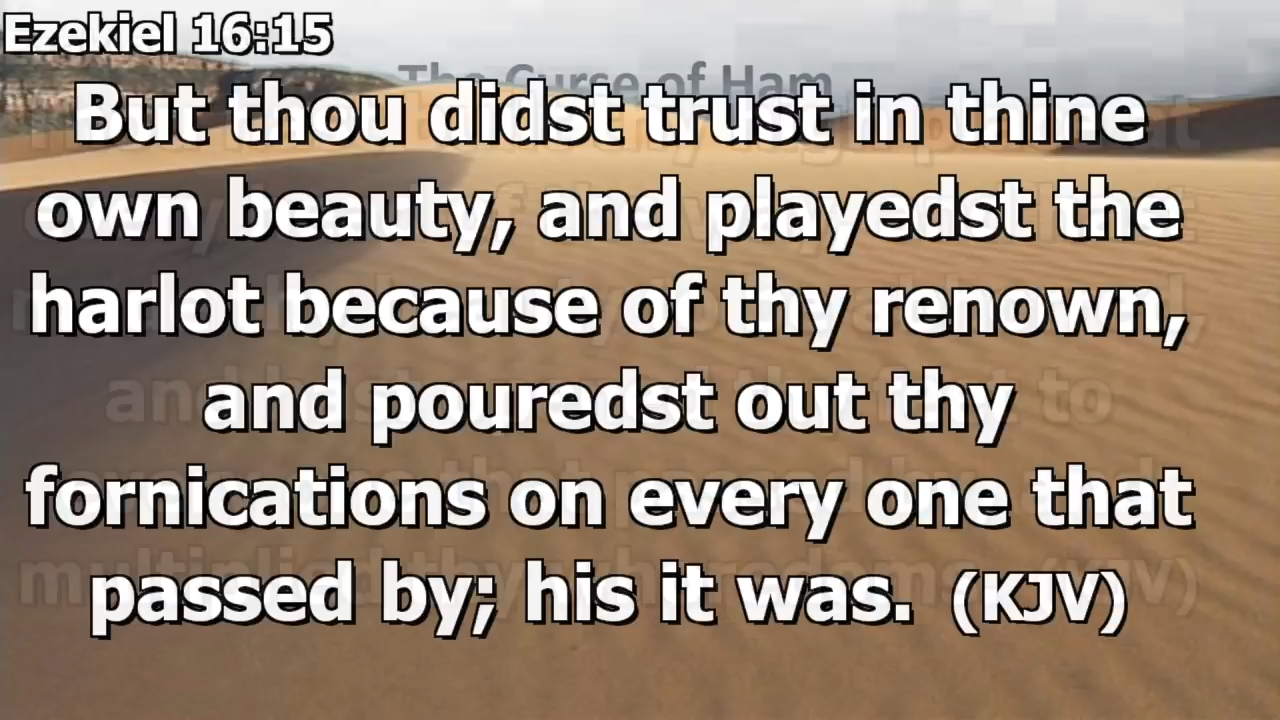 Ezekiel 16:15
The Curse of Ham
But thou didst trust in thine
own beauty, and playedst the
harlot because of thy renown,
and pouredst out thy
fornications on every one that
passed by; his it was. (KJV)